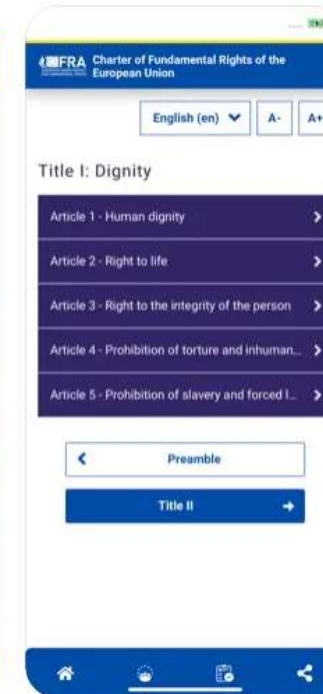 FRA Charter of Fundamental Rights of the
European Union
English (en)
A-
A+
Title I: Dignity
Article 1 - Human dignity
Article 2 - Right to life
Article 3 - Right to the integrity of the person
Article 4 - Prohibition of torture and inhuman...
Article 5 - Prohibition of slavery and forced l...
Preamble
Title II